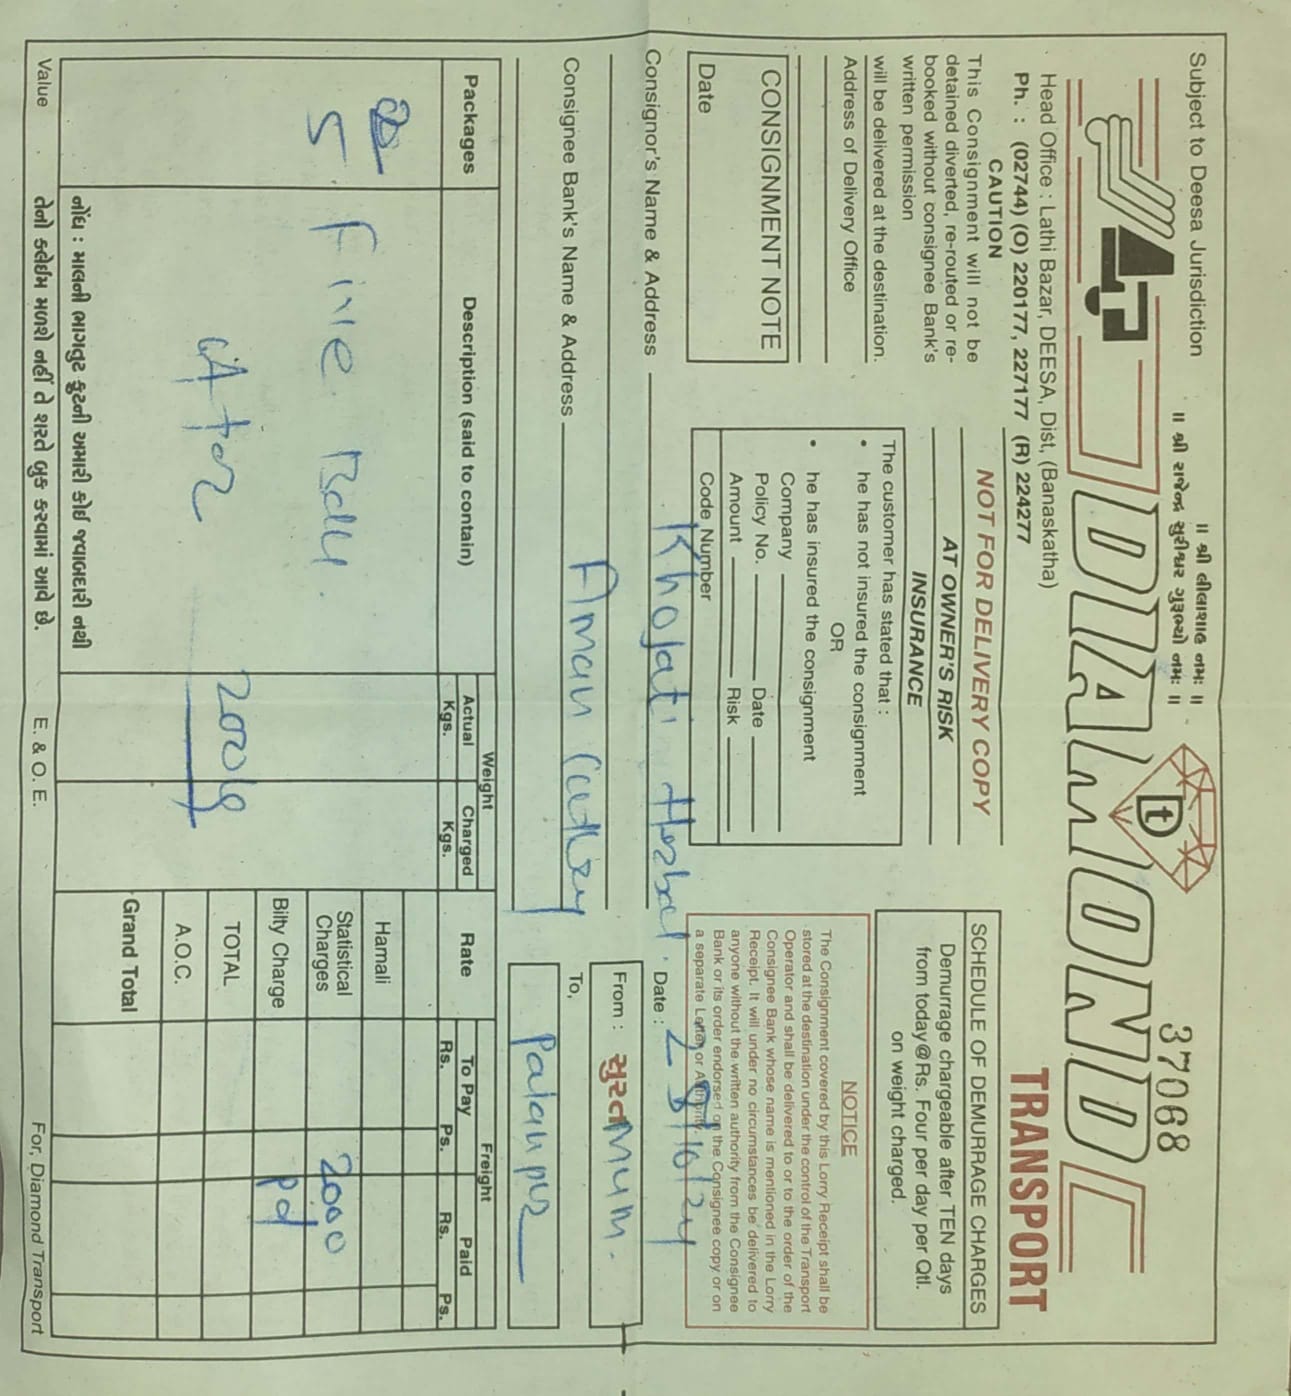 Subject to Deesa Jurisdiction
॥ શ્રી લીલાશાહ નમઃ ॥
॥ શ્રી રાજેન્દ્ર સુરીશ્વર ગુરૂભ્યો નમઃ ॥
37068
DIAMOND
TRANSPORT
Head Office : Lathi Bazar, DEESA, Dist, (Banaskatha)
Ph. : (02744) (O) 220177, 227177 (R) 224277
CAUTION
This Consignment will not be
detained diverted, re-routed or re-
booked without consignee Bank's
written permission
will be delivered at the destination.
Address of Delivery Office
CONSIGNMENT NOTE
Date
NOT FOR DELIVERY COPY
AT OWNER'S RISK
INSURANCE
The customer has stated that :
• he has not insured the consignment
OR
• he has insured the consignment
Company
Policy No. Date
Amount Risk
Code Number
SCHEDULE OF DEMURRAGE CHARGES
Demurrage chargeable after TEN days
from today@Rs. Four per day per Qtl.
on weight charged.
NOTICE
The Consignment covered by this Lorry Receipt shall be
stored at the destination under the control of the Transport
Operator and shall be delivered to or to the order of the
Consignee Bank whose name is mentioned in the Lorry
Receipt. It will under no circumstances be delivered to
anyone without the written authority from the Consignee
Bank or its order endorsed on the Consignee copy or on
a separate Letter or Authority.
Consignor's Name & Address Khojati Herbal. Date :
From : સુરત mum.
Consignee Bank's Name & Address Aman
To, Palanpur
Packages Description (said to contain) Weight Rate Freight
Actual Kgs. Charged Kgs. To Pay Paid
Rs. Ps. Rs. Ps.
5
Ator
200 kg
Hamali
Statistical Charges 2000
Bilty Charge pd
TOTAL
A.O.C.
Grand Total
નોંધ : માલની ભાગતુટ ફુટની અમારી કોઈ જવાબદારી નથી
તેનો કલેઈમ મળશે નહીં તે શરતે બુક કરવામાં આવે છે.
Value E. & O. E. For, Diamond Transport